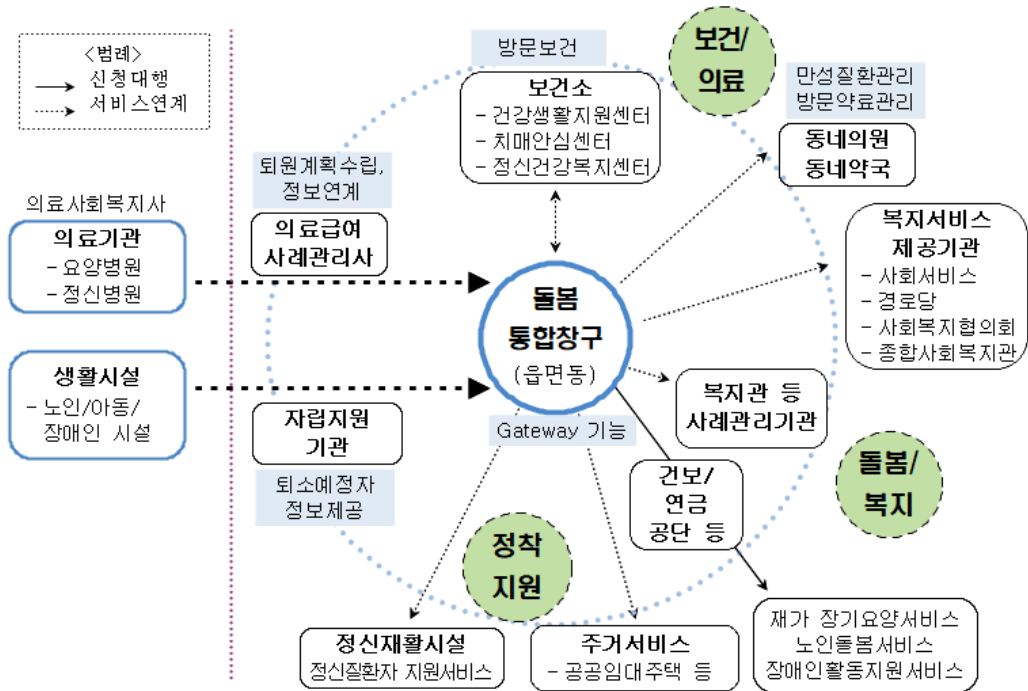 <범례>
신청대행
서비스연계
의료사회복지사
의료기관
- 요양병원
- 정신병원
생활시설
- 노인/아동/
장애인 시설
퇴원계획수립,
정보연계
의료급여
사례관리사
자립지원
기관
퇴소예정자
정보제공
방문보건
보건소
- 건강생활지원센터
- 치매안심센터
- 정신건강복지센터
보건/
의료
만성질환관리
방문약료관리
동네의원
동네약국
복지서비스
제공기관
- 사회서비스
- 경로당
- 사회복지협의회
- 종합사회복지관
돌봄
통합창구
(읍면동)
Gateway 기능
복지관 등
사례관리기관
건보/
연금
공단 등
돌봄/
복지
정착
지원
정신재활시설
정신질환자 지원서비스
주거서비스
- 공공임대주택 등
재가 장기요양서비스
노인돌봄서비스
장애인활동지원서비스